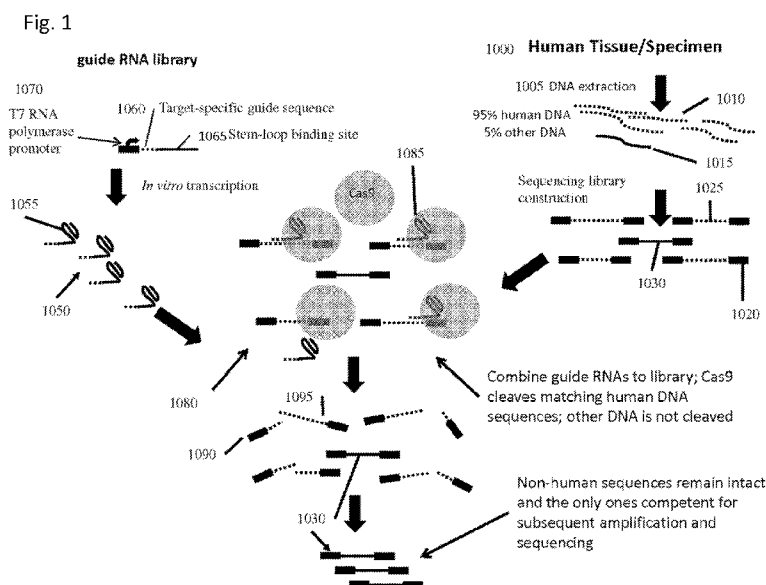 Fig. 1
guide RNA library
1070
T7 RNA
polymerase
promoter
1060
Target-specific guide sequence
1065 Stem-loop binding site
In vitro transcription
1055
1050
1000
Human Tissue/Specimen
1005 DNA extraction
1010
95% human DNA
5% other DNA
1015
Sequencing library
construction
1025
1030
1020
Cas9
1085
1080
Combine guide RNAs to library; Cas9
cleaves matching human DNA
sequences; other DNA is not cleaved
1095
1090
1030
Non-human sequences remain intact
and the only ones competent for
subsequent amplification and
sequencing